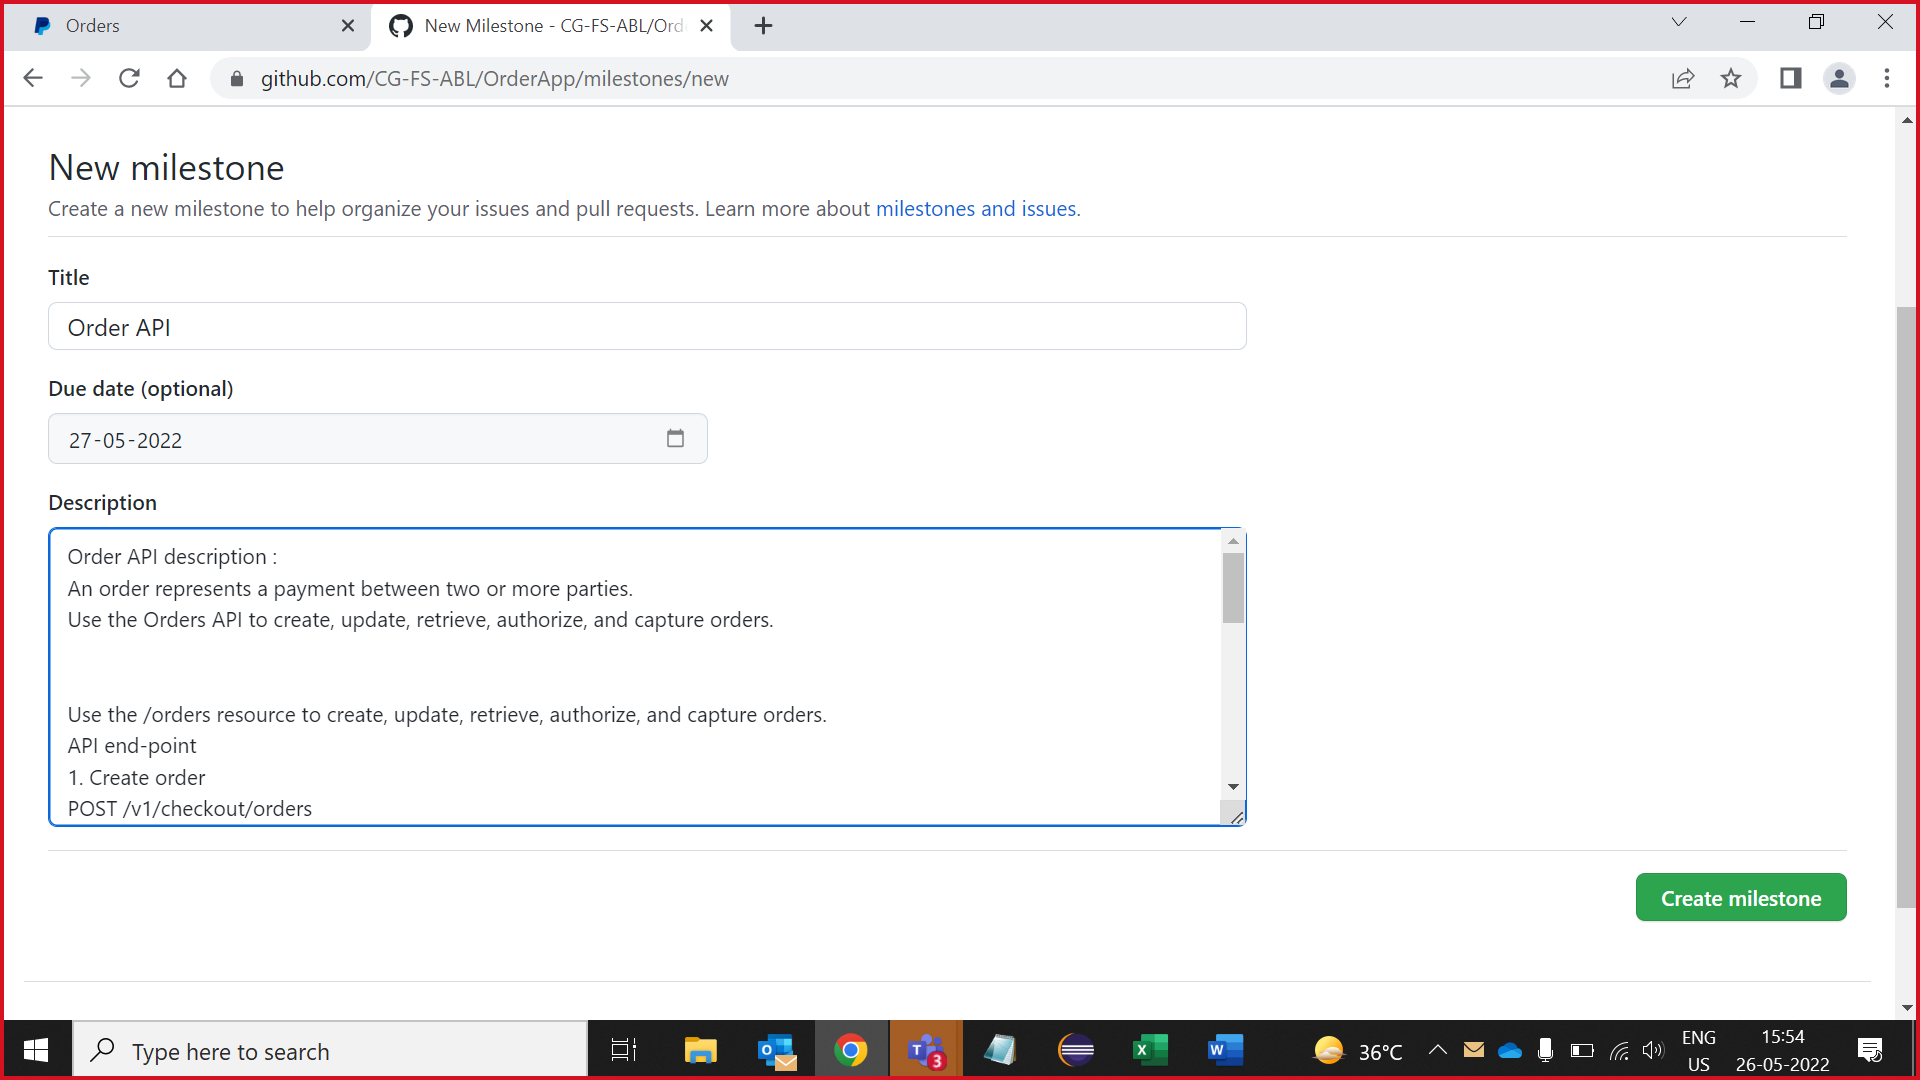 Orders
New Milestone - CG-FS-ABL/Ord
github.com/CG-FS-ABL/OrderApp/milestones/new
New milestone
Create a new milestone to help organize your issues and pull requests. Learn more about milestones and issues.
Title
Order API
Due date (optional)
27-05-2022
Description
Order API description :
An order represents a payment between two or more parties.
Use the Orders API to create, update, retrieve, authorize, and capture orders.
Use the /orders resource to create, update, retrieve, authorize, and capture orders.
API end-point
1. Create order
POST /v1/checkout/orders
Create milestone
Type here to search
3
36°C
ENG
US
15:54
26-05-2022